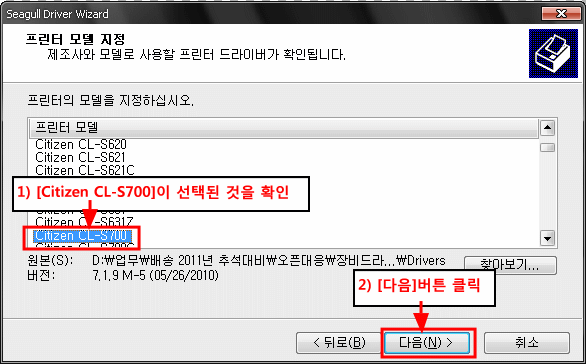 Seagull Driver Wizard
프린터 모델 지정
제조사와 모델로 사용할 프린터 드라이버가 확인됩니다.
프린터의 모델을 지정하십시오.
프린터 모델
Citizen CL-S620
Citizen CL-S621
Citizen CL-S621C
1) [Citizen CL-S700]이 선택된 것을 확인
Citizen CL-S631Z
Citizen CL-S700
원본(S): D:₩업무₩배송 2011년 추석대비₩오픈대응₩장비드라...₩Drivers
찾아보기...
버전: 7.1.9 M-5 (05/26/2010)
2) [다음]버튼 클릭
< 뒤로(B)
다음(N) >
취소